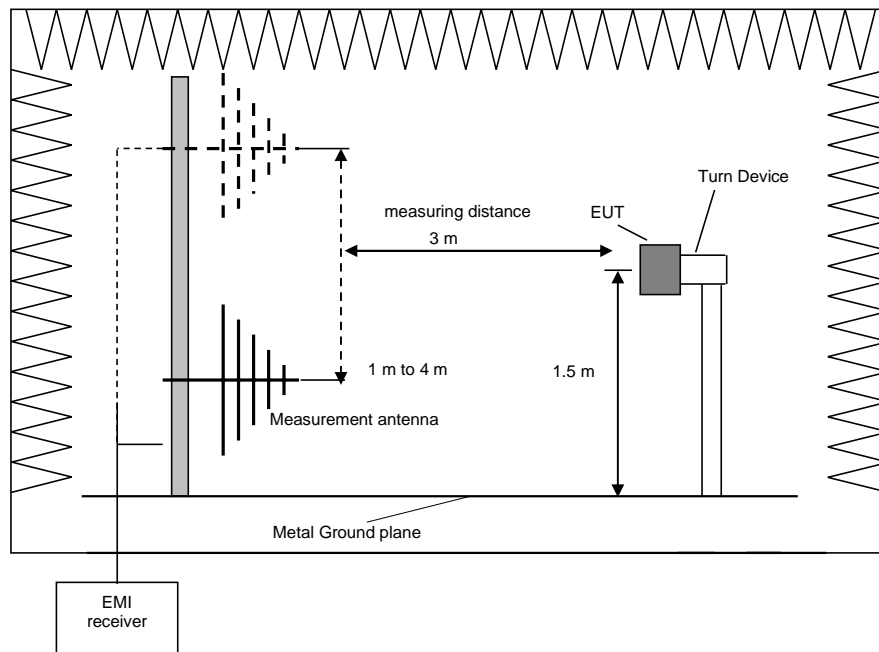 Turn Device
measuring distance
EUT
3 m
1 m to 4 m
1.5 m
Measurement antenna
Metal Ground plane
EMI
receiver